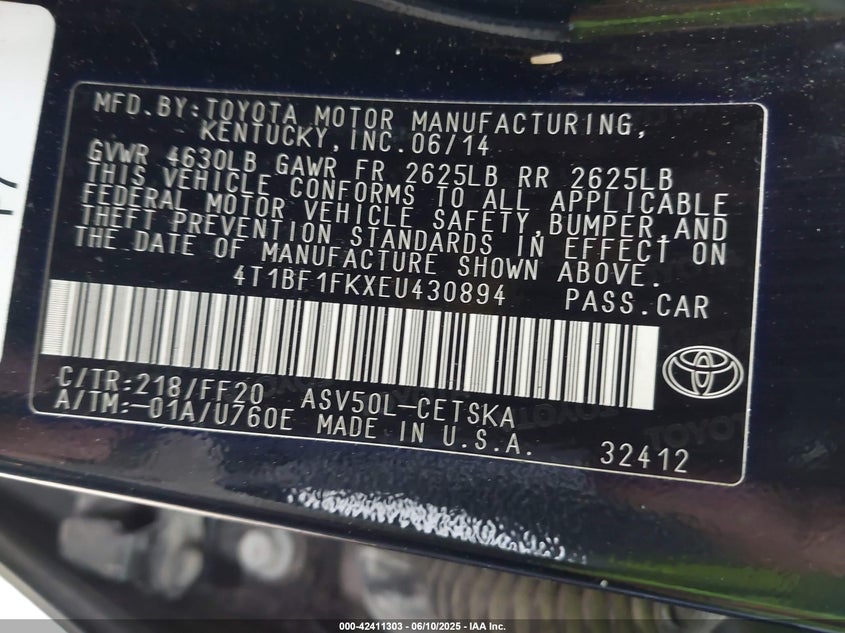 MFD.BY:TOYOTA MOTOR MANUFACTURING,
KENTUCKY,INC.06/14
GVWR 4630LB GAWR FR 2625LB RR 2625LB
THIS VEHICLE CONFORMS TO ALL APPLICABLE
FEDERAL MOTOR VEHICLE SAFETY,BUMPER,AND
THEFT PREVENTION STANDARDS IN EFFECT ON
THE DATE OF MANUFACTURE SHOWN ABOVE.
4T1BF1FKXEU430894 PASS.CAR
C/TR:218/FF20 ASV50L-CETSKA
A/TM:-01A/U760E MADE IN U.S.A.
32412
000-42411303 - 06/10/2025 - IAA Inc.